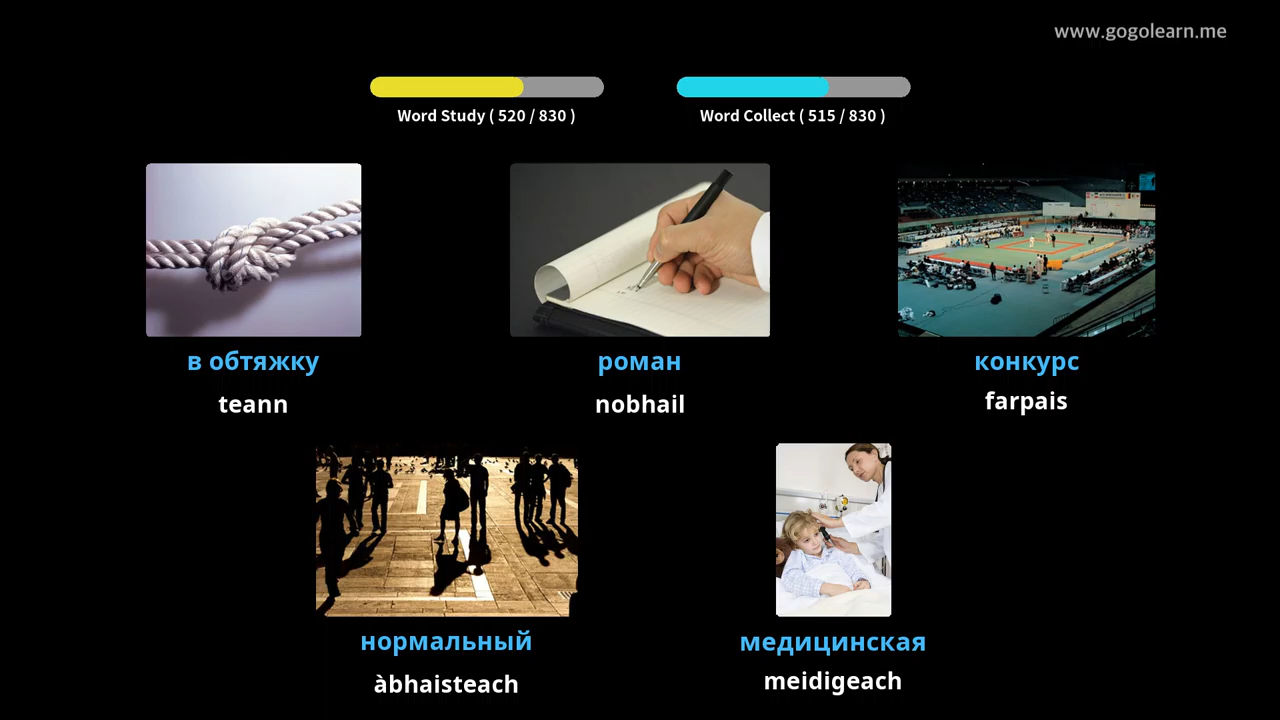 www.gogolearn.me
Word Study ( 520 / 830 )
Word Collect ( 515 / 830 )
в обтяжку
teann
роман
nobhail
конкурс
farpais
нормальный
àbhaisteach
медицинская
meidigeach